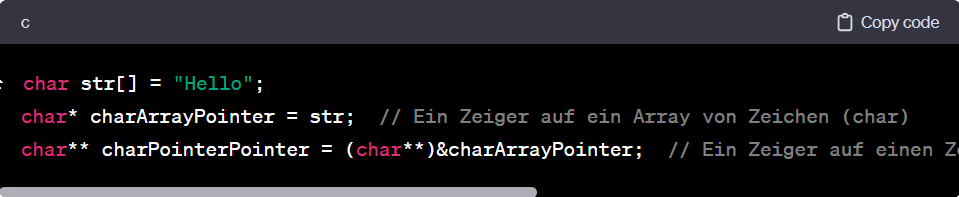 c
Copy code
char str[] = "Hello";
char* charArrayPointer = str;  // Ein Zeiger auf ein Array von Zeichen (char)
char** charPointerPointer = (char**)&charArrayPointer;  // Ein Zeiger auf einen